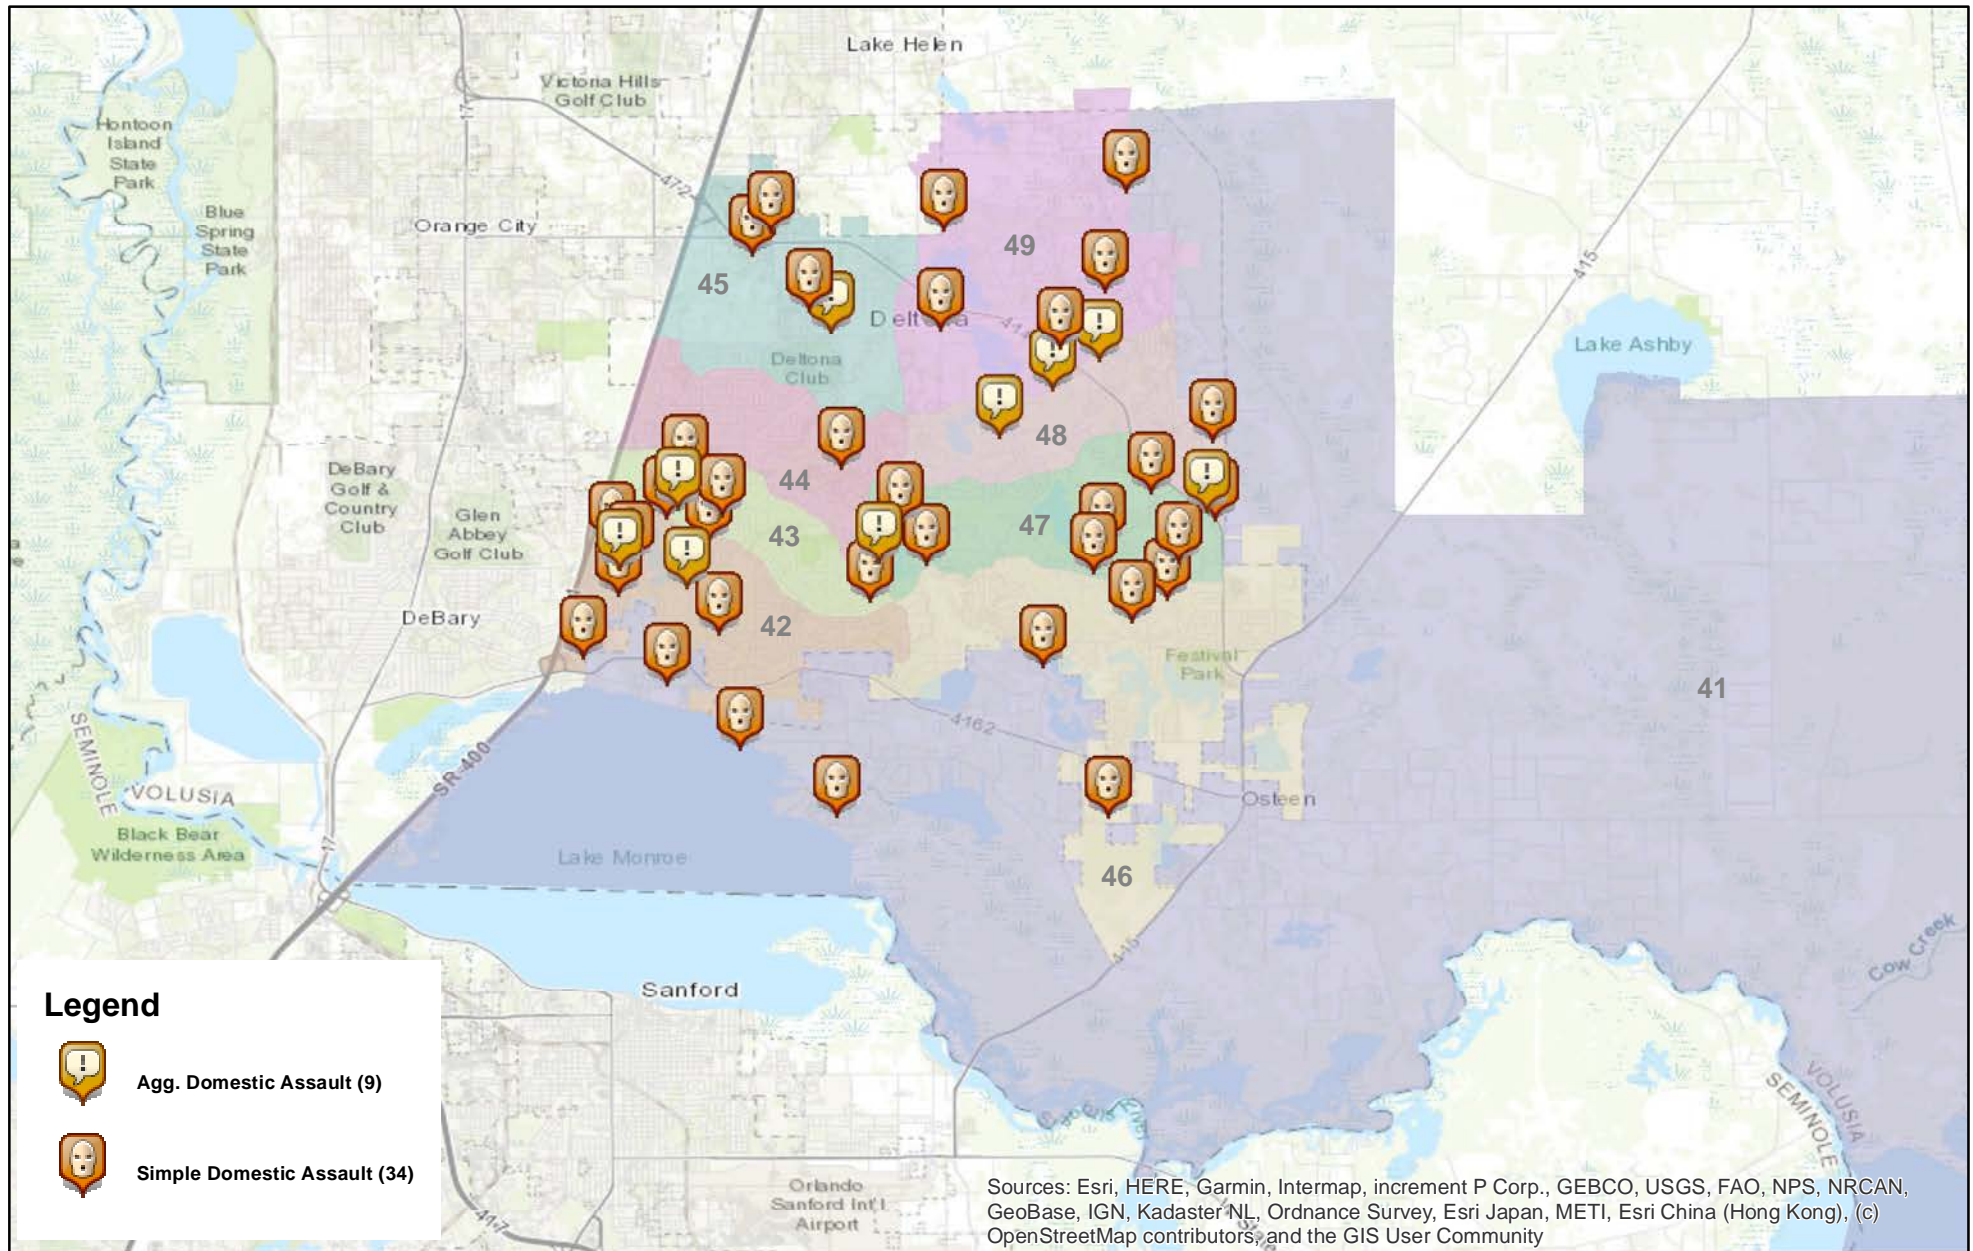 Lake Helen
Victoria Hills
Golf Club
17
Hontoon
Island
State
Park
472
Blue
Spring
State
Park
Orange City
49
45
415
Deltona
Lake Ashby
Deltona
Club
48
DeBary
Golf &
Country
Club
44
Glen
Abbey
Golf Club
47
43
DeBary
42
Festival
Park
41
4162
SEMINOLE
SR-400
VOLUSIA
Osteen
17
Black Bear
Wilderness Area
Lake Monroe
46
415
Cow Creek
Sanford
Legend
Agg. Domestic Assault (9)
Simple Domestic Assault (34)
VOLUSIA
SEMINOLE
Orlando
Sanford Int'l
Airport
417
Sources: Esri, HERE, Garmin, Intermap, increment P Corp., GEBCO, USGS, FAO, NPS, NRCAN,
GeoBase, IGN, Kadaster NL, Ordnance Survey, Esri Japan, METI, Esri China (Hong Kong), (c)
OpenStreetMap contributors, and the GIS User Community